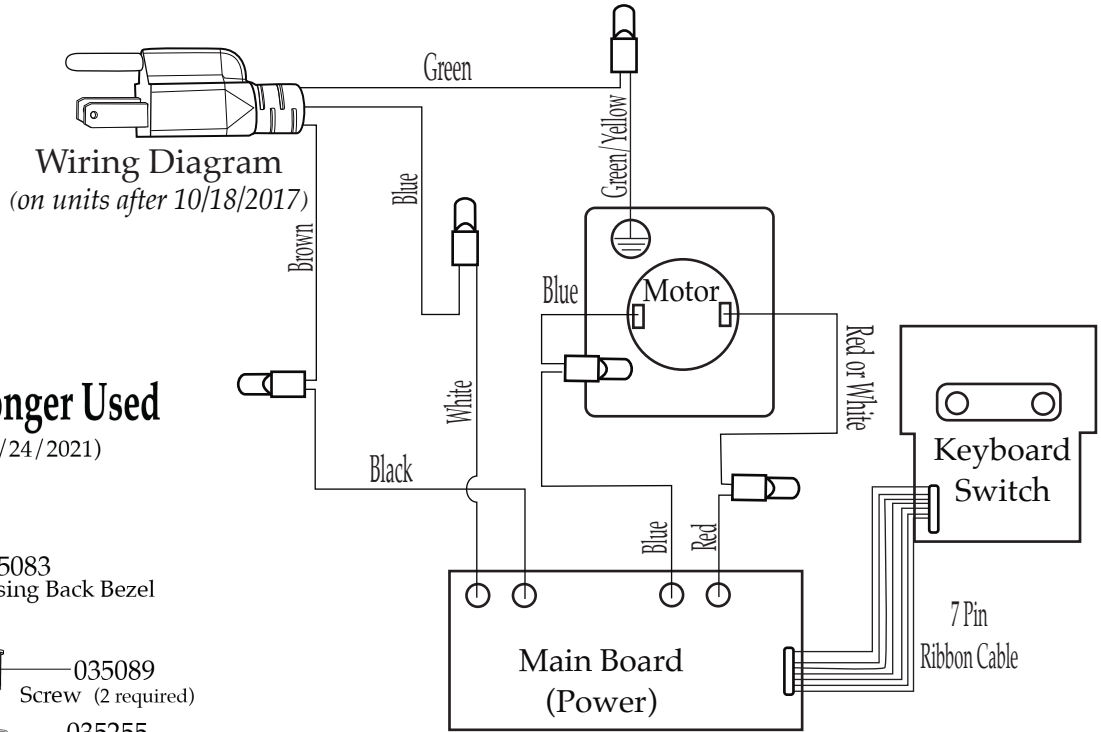 Green
Wiring Diagram
(on units after 10/18/2017)
Green/Yellow
Blue
Brown
Blue
Motor
Red or White
White
Used
/24/2021)
Black
Keyboard
Switch
Blue
Red
5083
Back Bezel
7 Pin
Ribbon Cable
Main Board
(Power)
035089
Screw (2 required)
035255